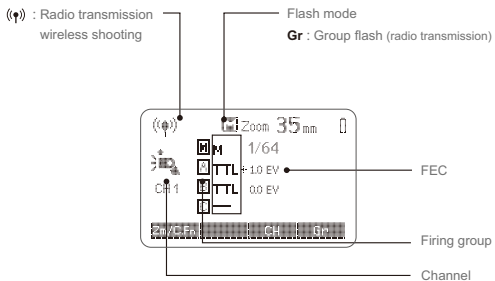 ((•)) : Radio transmission
wireless shooting
Flash mode
Gr : Group flash (radio transmission)
Zoom 35mm
M M 1/64
A TTL +1.0 EV
FEC
CH 1 B TTL 0.0 EV
C —
Zm/C.Fn CH Gr
Firing group
Channel